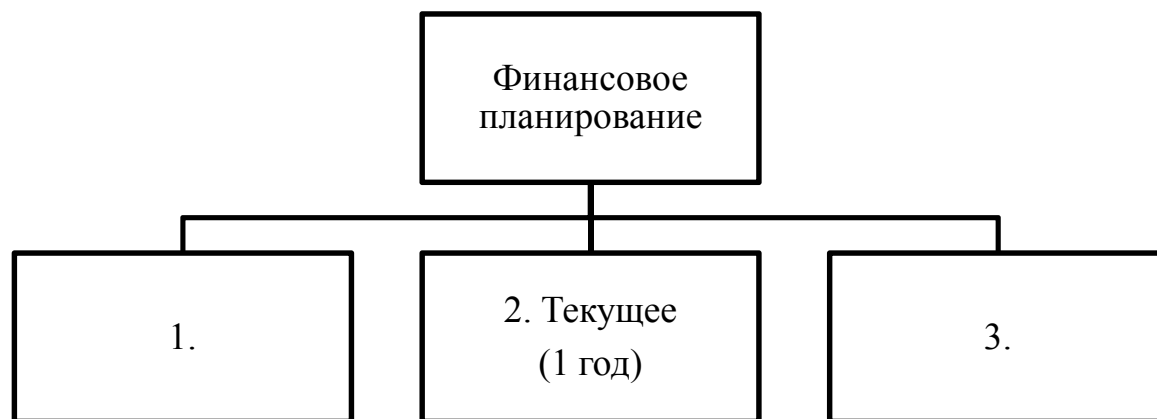 Финансовое
планирование
1.
2. Текущее
(1 год)
3.